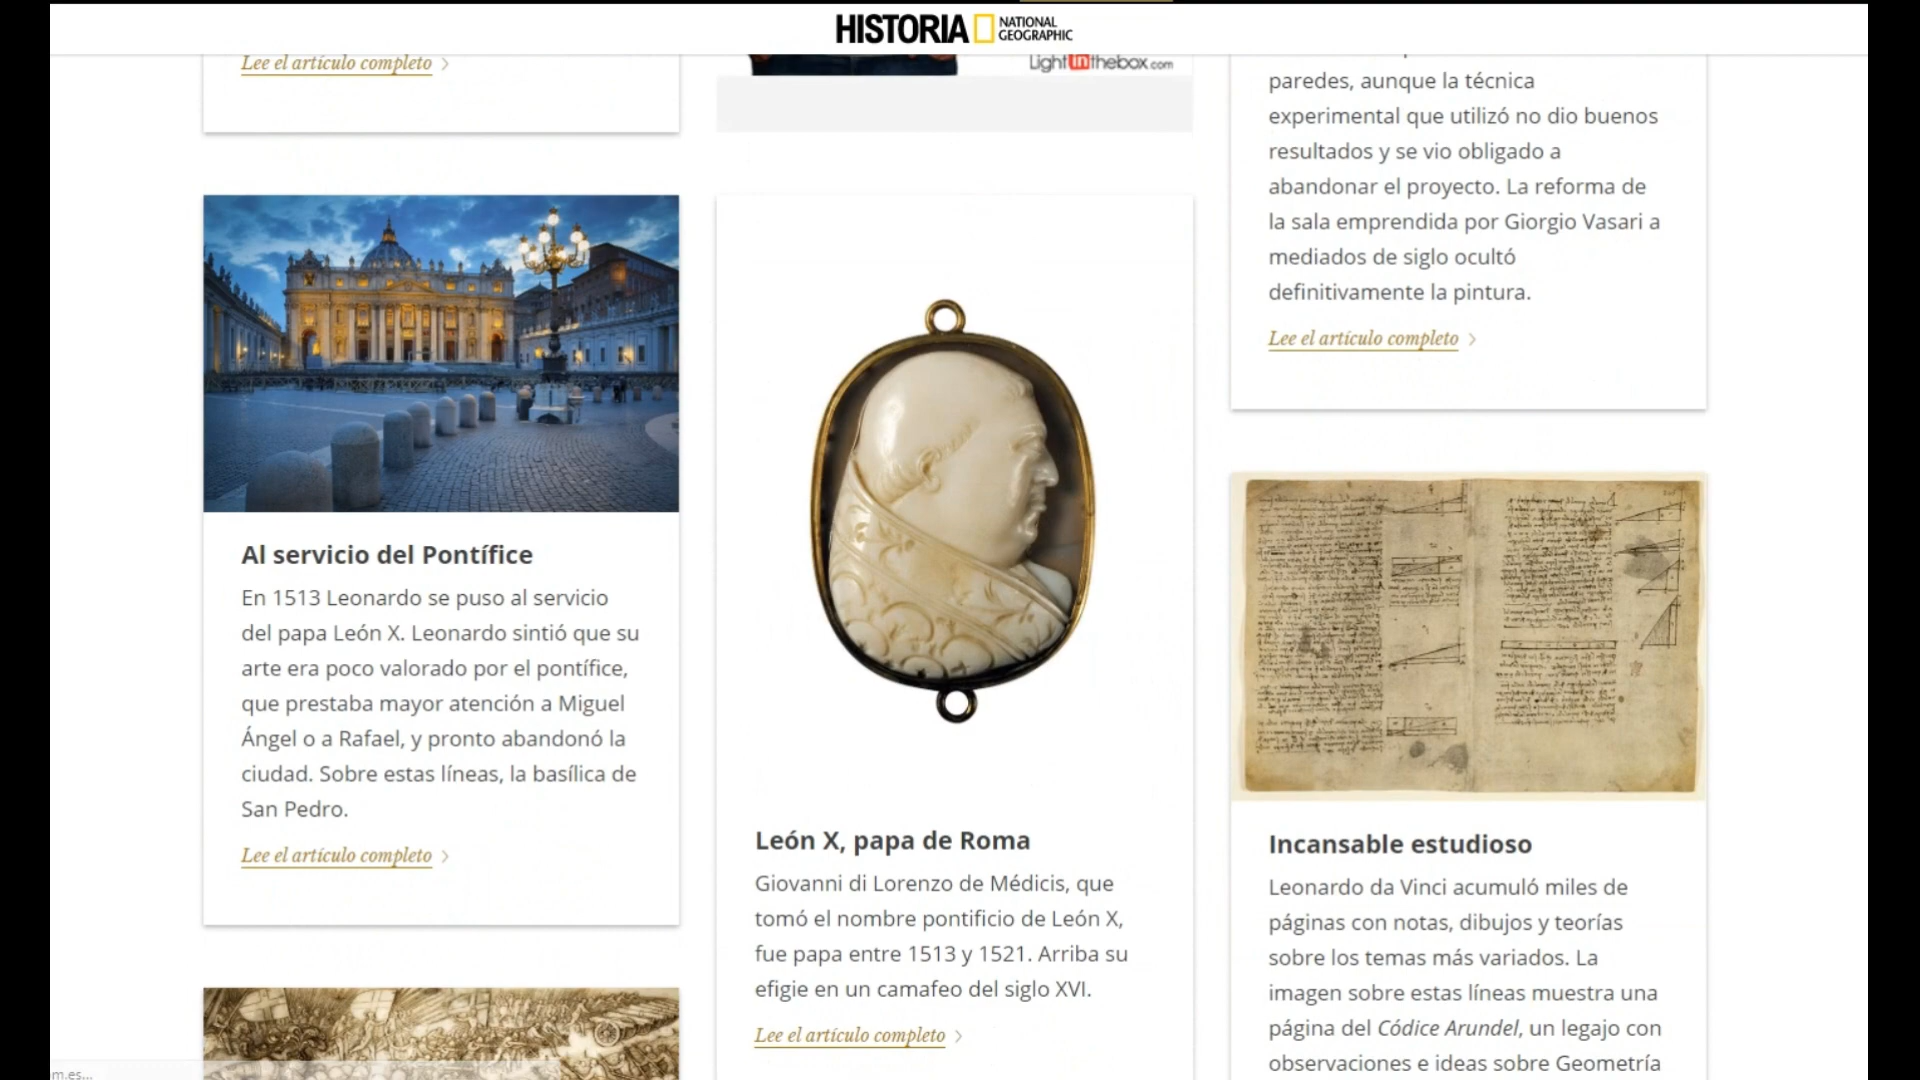 HISTORIA NATIONAL
GEOGRAPHIC
Lee el artículo completo
Lightinthebox.com
paredes, aunque la técnica
experimental que utilizó no dio buenos
resultados y se vio obligado a
abandonar el proyecto. La reforma de
la sala emprendida por Giorgio Vasari a
mediados de siglo ocultó
definitivamente la pintura.
Lee el artículo completo
Al servicio del Pontífice
En 1513 Leonardo se puso al servicio
del papa León X. Leonardo sintió que su
arte era poco valorado por el pontífice,
que prestaba mayor atención a Miguel
Ángel o a Rafael, y pronto abandonó la
ciudad. Sobre estas líneas, la basílica de
San Pedro.
Lee el artículo completo
León X, papa de Roma
Giovanni di Lorenzo de Médicis, que
tomó el nombre pontificio de León X,
fue papa entre 1513 y 1521. Arriba su
efigie en un camafeo del siglo XVI.
Lee el artículo completo
Incansable estudioso
Leonardo da Vinci acumuló miles de
páginas con notas, dibujos y teorías
sobre los temas más variados. La
imagen sobre estas líneas muestra una
página del Códice Arundel, un legajo con
observaciones e ideas sobre Geometría
m.es...